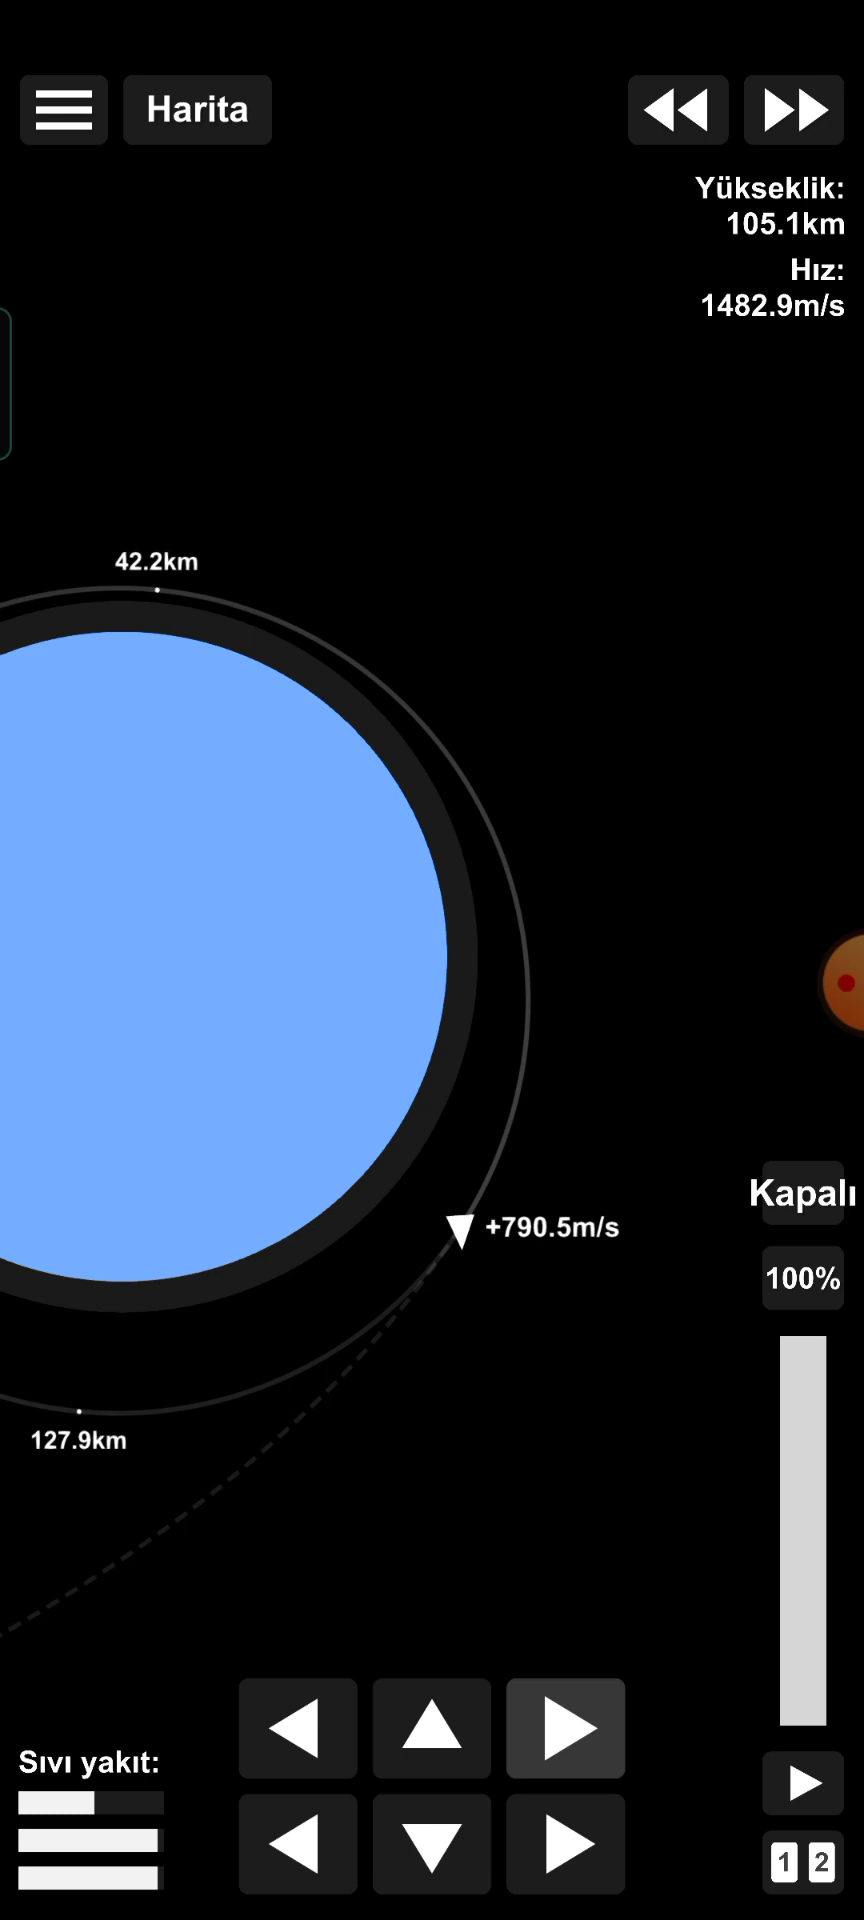 Harita
Yükseklik:
105.1km
Hız:
1482.9m/s
42.2km
+790.5m/s
Kapalı
100%
127.9km
Sıvı yakıt:
1 2